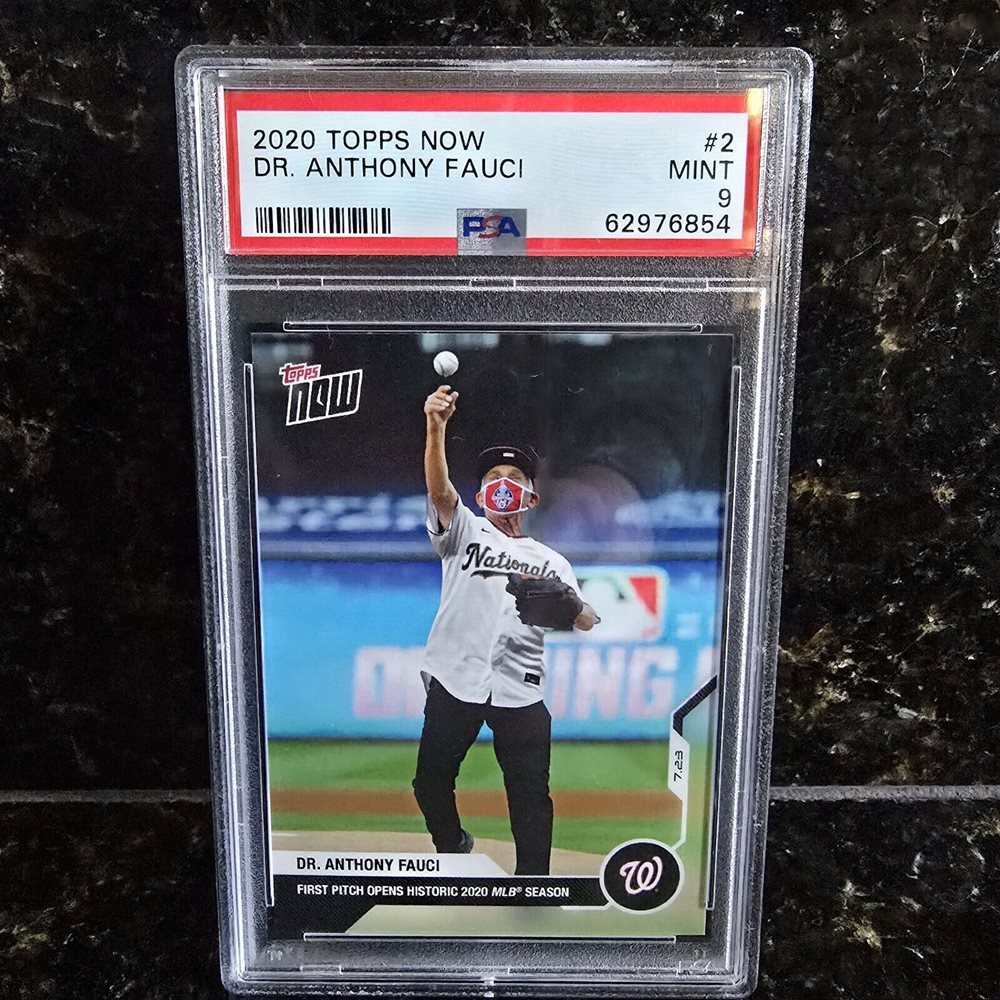 2020 TOPPS NOW #2
DR. ANTHONY FAUCI MINT
9
PSA 62976854
topps
NOW
Nationals
7.23
DR. ANTHONY FAUCI
W
FIRST PITCH OPENS HISTORIC 2020 MLB® SEASON